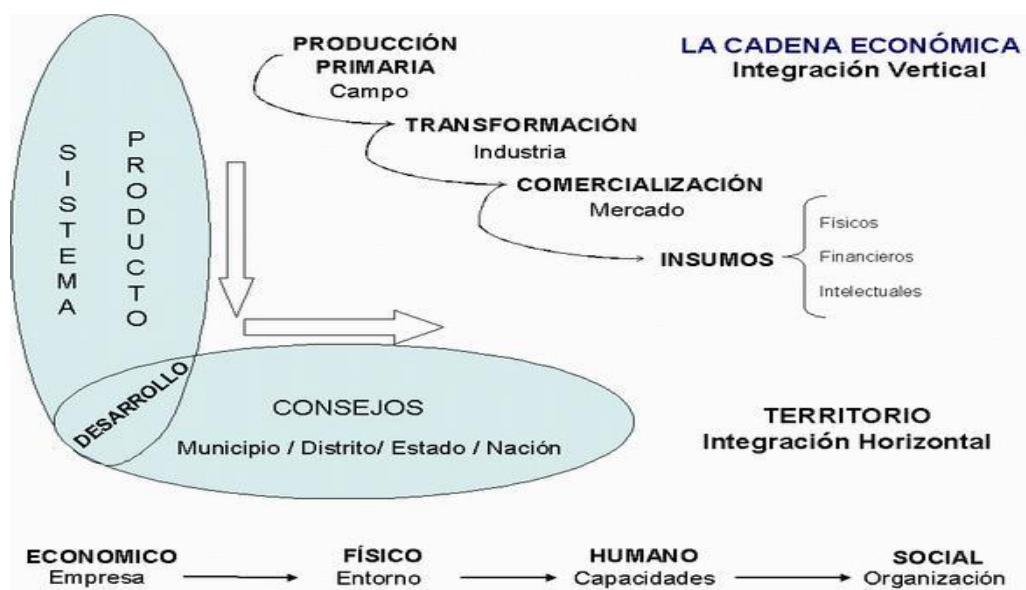 PRODUCCIÓN
PRIMARIA
Campo
LA CADENA ECONÓMICA
Integración Vertical
TRANSFORMACIÓN
Industria
COMERCIALIZACIÓN
Mercado
INSUMOS
Físicos
Financieros
Intelectuales
SISTEMA
PRODUCTO
DESARROLLO
CONSEJOS
Municipio / Distrito/ Estado / Nación
TERRITORIO
Integración Horizontal
ECONOMICO
Empresa
FÍSICO
Entorno
HUMANO
Capacidades
SOCIAL
Organización